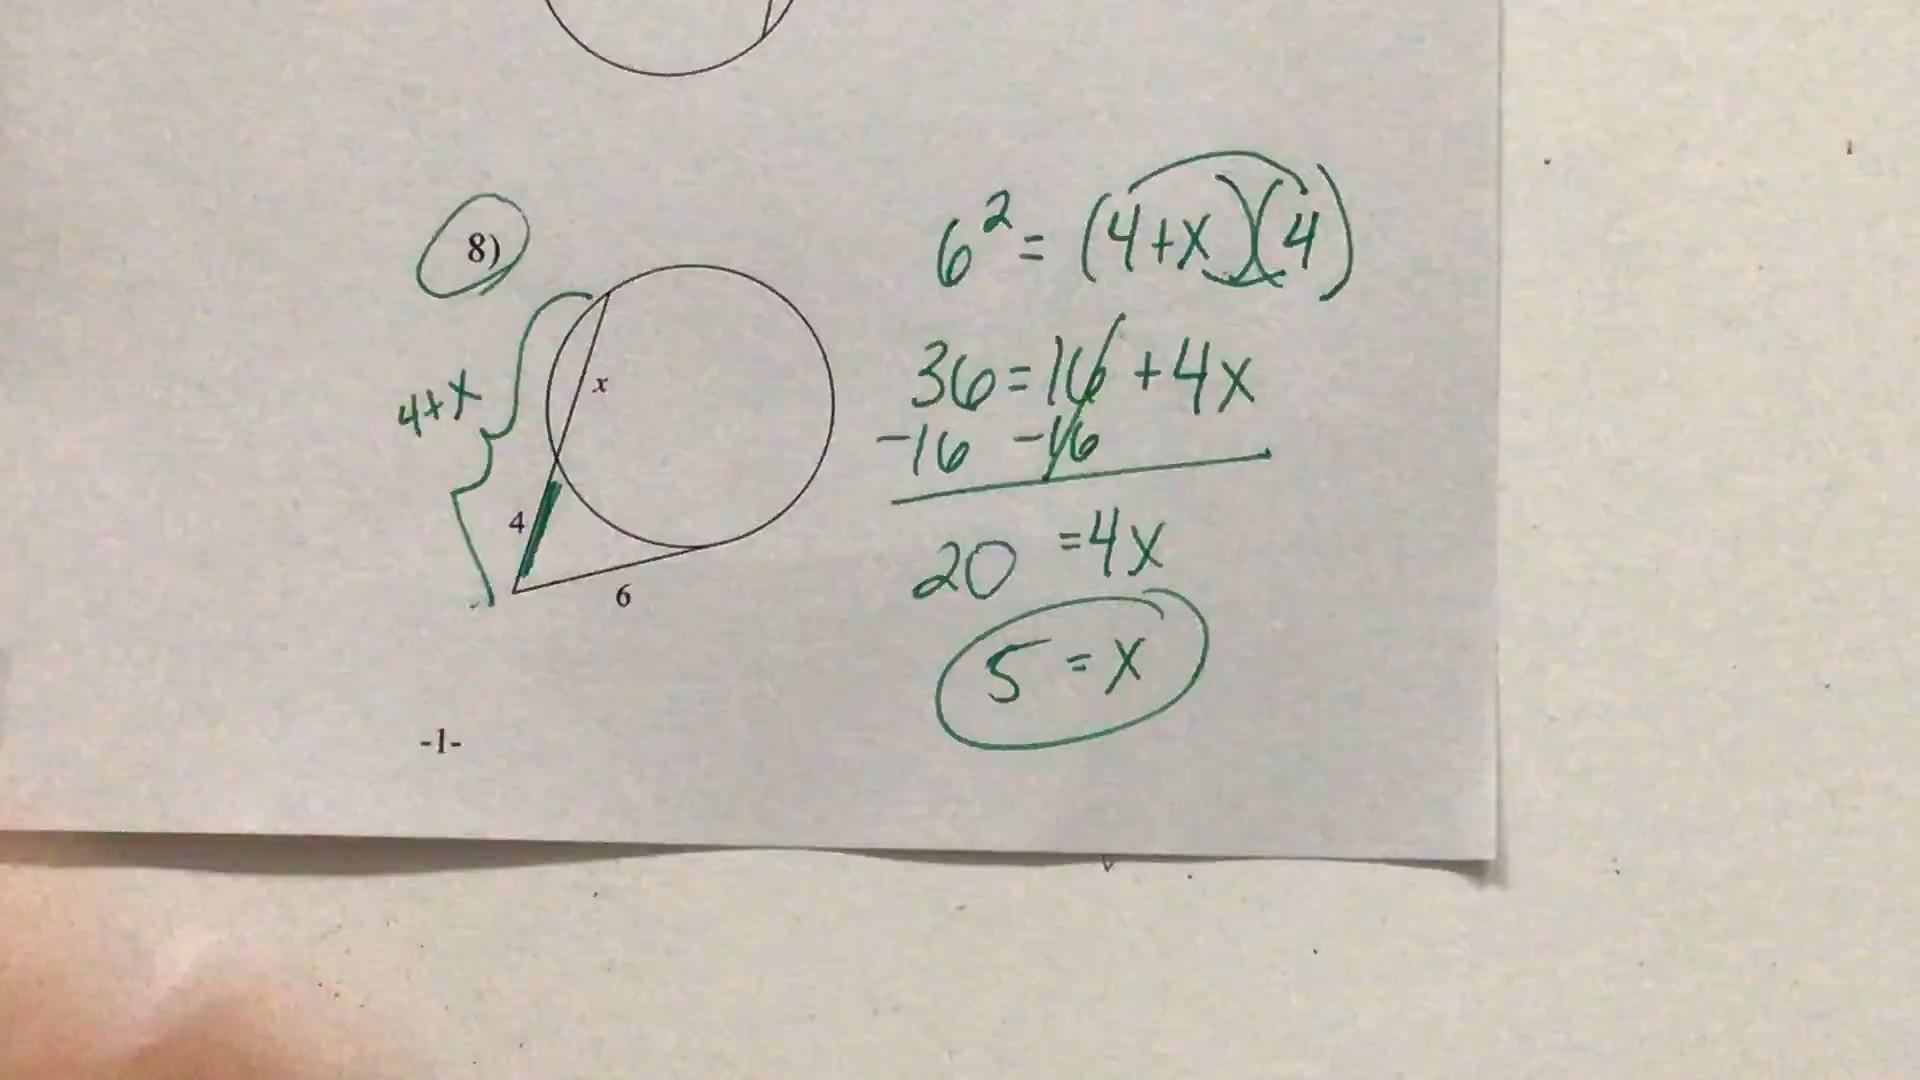 8)
4+x
x
4
6
6² = (4+x)(4)
36 = 16 + 4x
-16 -16
20 = 4x
5 = x
-1-